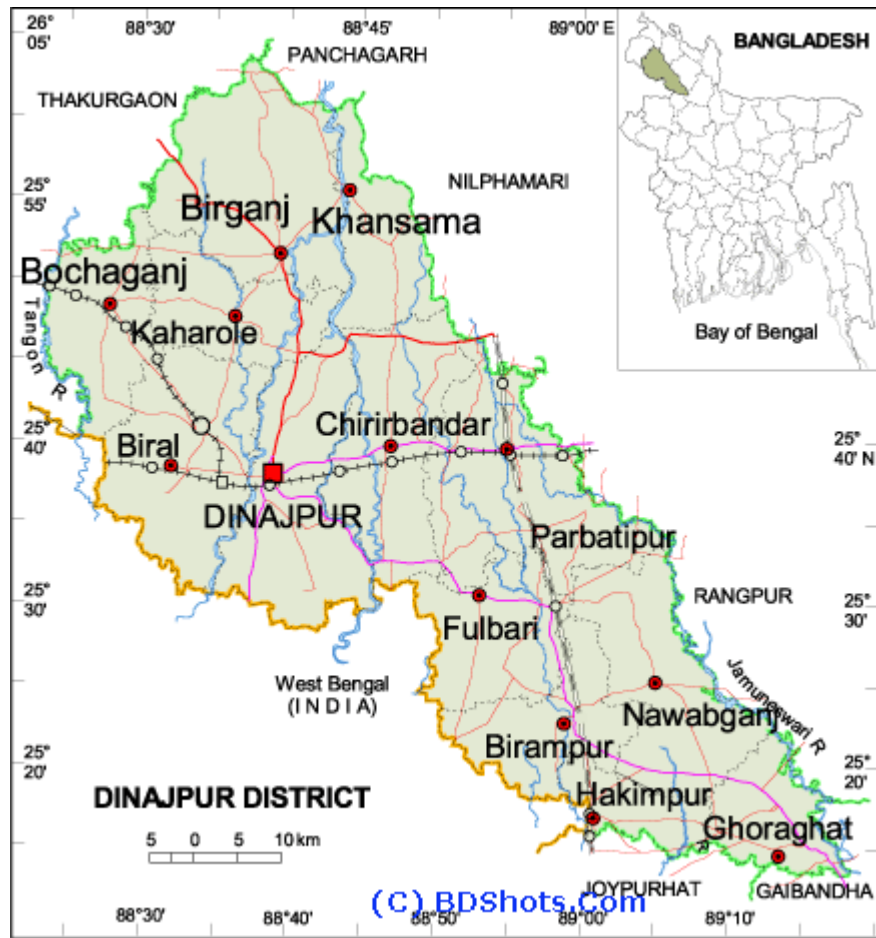 26
05'
88°30'
88°45'
89°00' E
PANCHAGARH
BANGLADESH
THAKURGAON
25°
55'
NILPHAMARI
Birganj
Khansama
Bochaganj
Bay of Bengal
Tangon R
Kaharole
25°
40'
Chirirbandar
25°
40' N
Biral
DINAJPUR
Parbatipur
25°
30'
RANGPUR
25°
30'
Fulbari
West Bengal
(I N D I A)
Jamuneswari R
Nawabganj
25°
20'
Birampur
25°
20'
DINAJPUR DISTRICT
Hakimpur
5 0 5 10 km
Ghoraghat
R
JOYPURHAT
GAIBANDHA
(C) BDShots.Com
88°30'
88°40'
88°50'
89°00'
89°10'